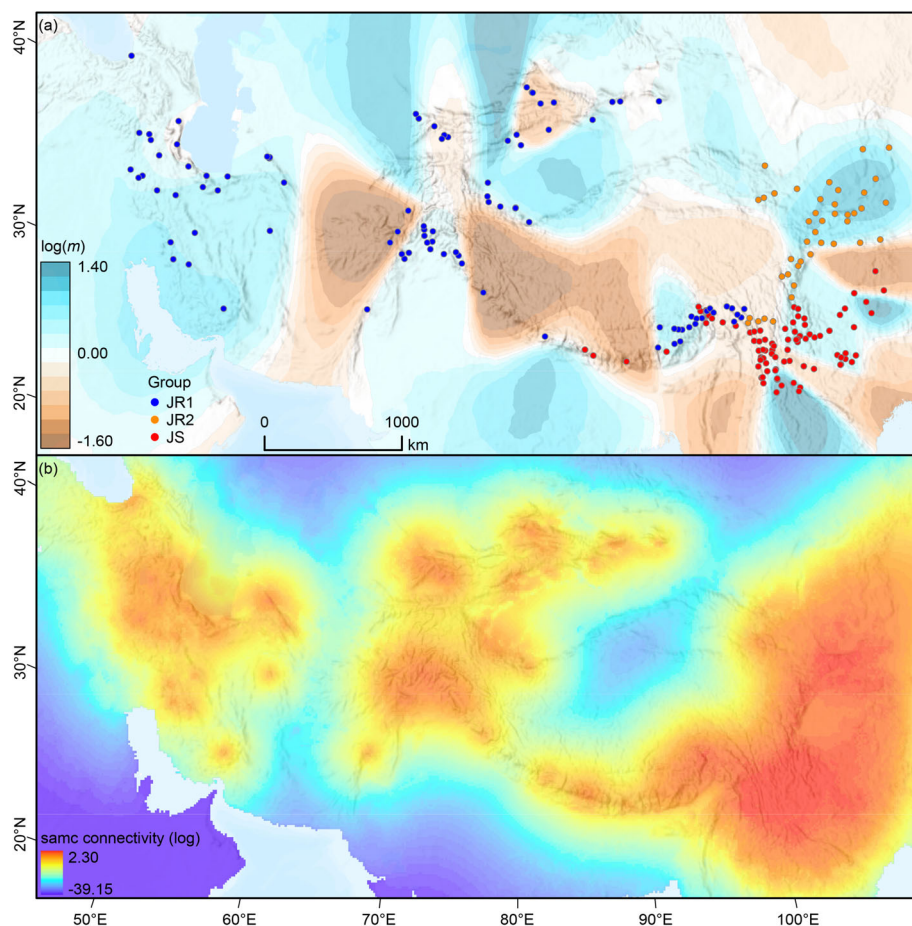 (a)
40°N
30°N
20°N
log(m)
1.40
0.00
-1.60
Group
JR1
JR2
JS
0
1000
km
(b)
40°N
30°N
20°N
samc connectivity (log)
2.30
-39.15
50°E
60°E
70°E
80°E
90°E
100°E